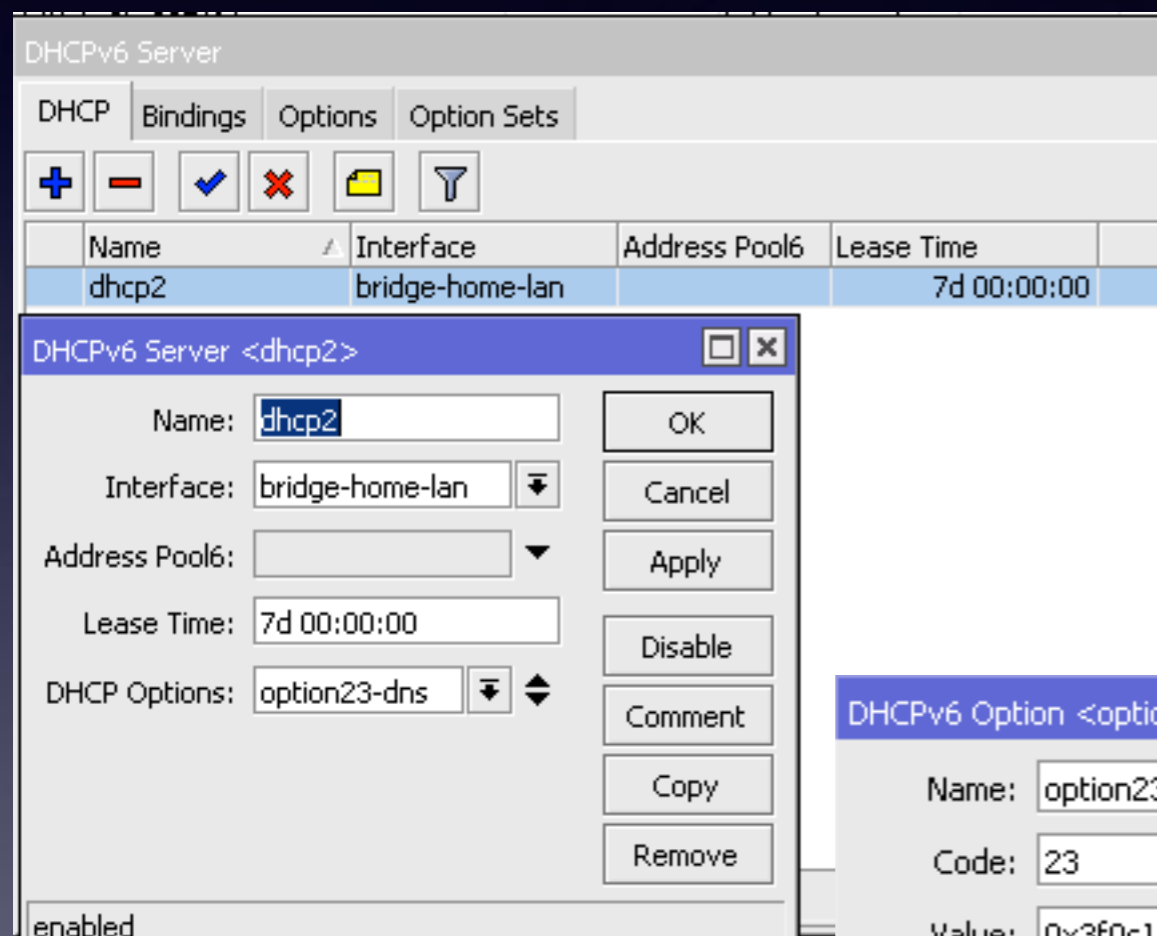 DHCPv6 Server
DHCP Bindings Options Option Sets
Name Interface Address Pool6 Lease Time
dhcp2 bridge-home-lan 7d 00:00:00
DHCPv6 Server <dhcp2>
Name: dhcp2
Interface: bridge-home-lan
Address Pool6:
Lease Time: 7d 00:00:00
DHCP Options: option23-dns
OK
Cancel
Apply
Disable
Comment
Copy
Remove
enabled
DHCPv6 Option <optio
Name: option23
Code: 23
Value: 0x3f0c1